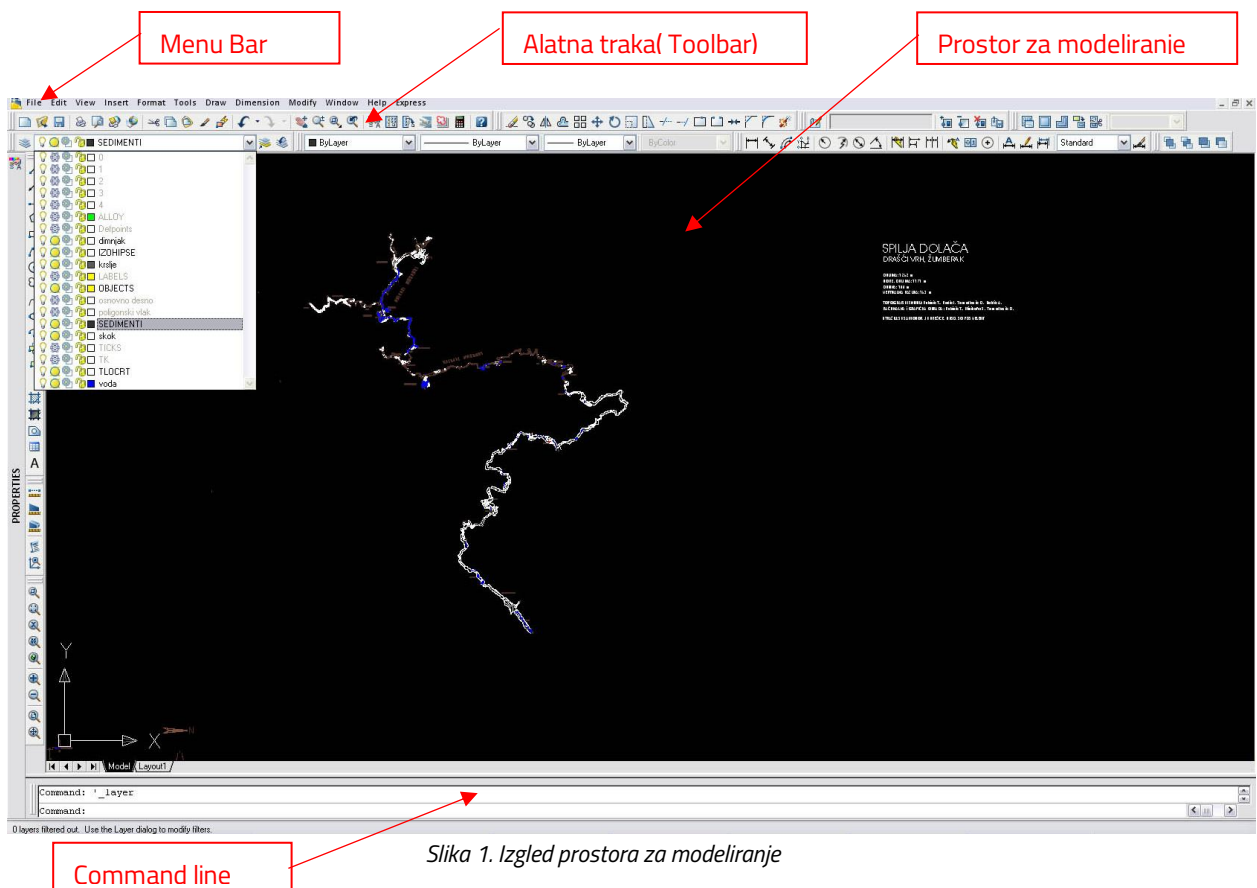 Menu Bar
Alatna traka( Toolbar)
Prostor za modeliranje
File Edit View Insert Format Tools Draw Dimension Modify Window Help Express
SEDIMENTI
ByLayer
ByLayer
ByLayer
ByColor
Standard
0
1
2
3
4
ALLOY
Defpoints
dimnjak
IZOHIPSE
kršlje
LABELS
OBJECTS
osnovno desno
poligonski vlak
SEDIMENTI
skok
TICKS
TK
TLOCRT
voda
SPILJA DOLAČA
DRAŠĆI VRH, ŽUMBERAK
A
PROPERTIES
Y
X
N
Model
Layout1
Command: '_layer
Command:
0 layers filtered out. Use the Layer dialog to modify filters.
Slika 1. Izgled prostora za modeliranje
Command line